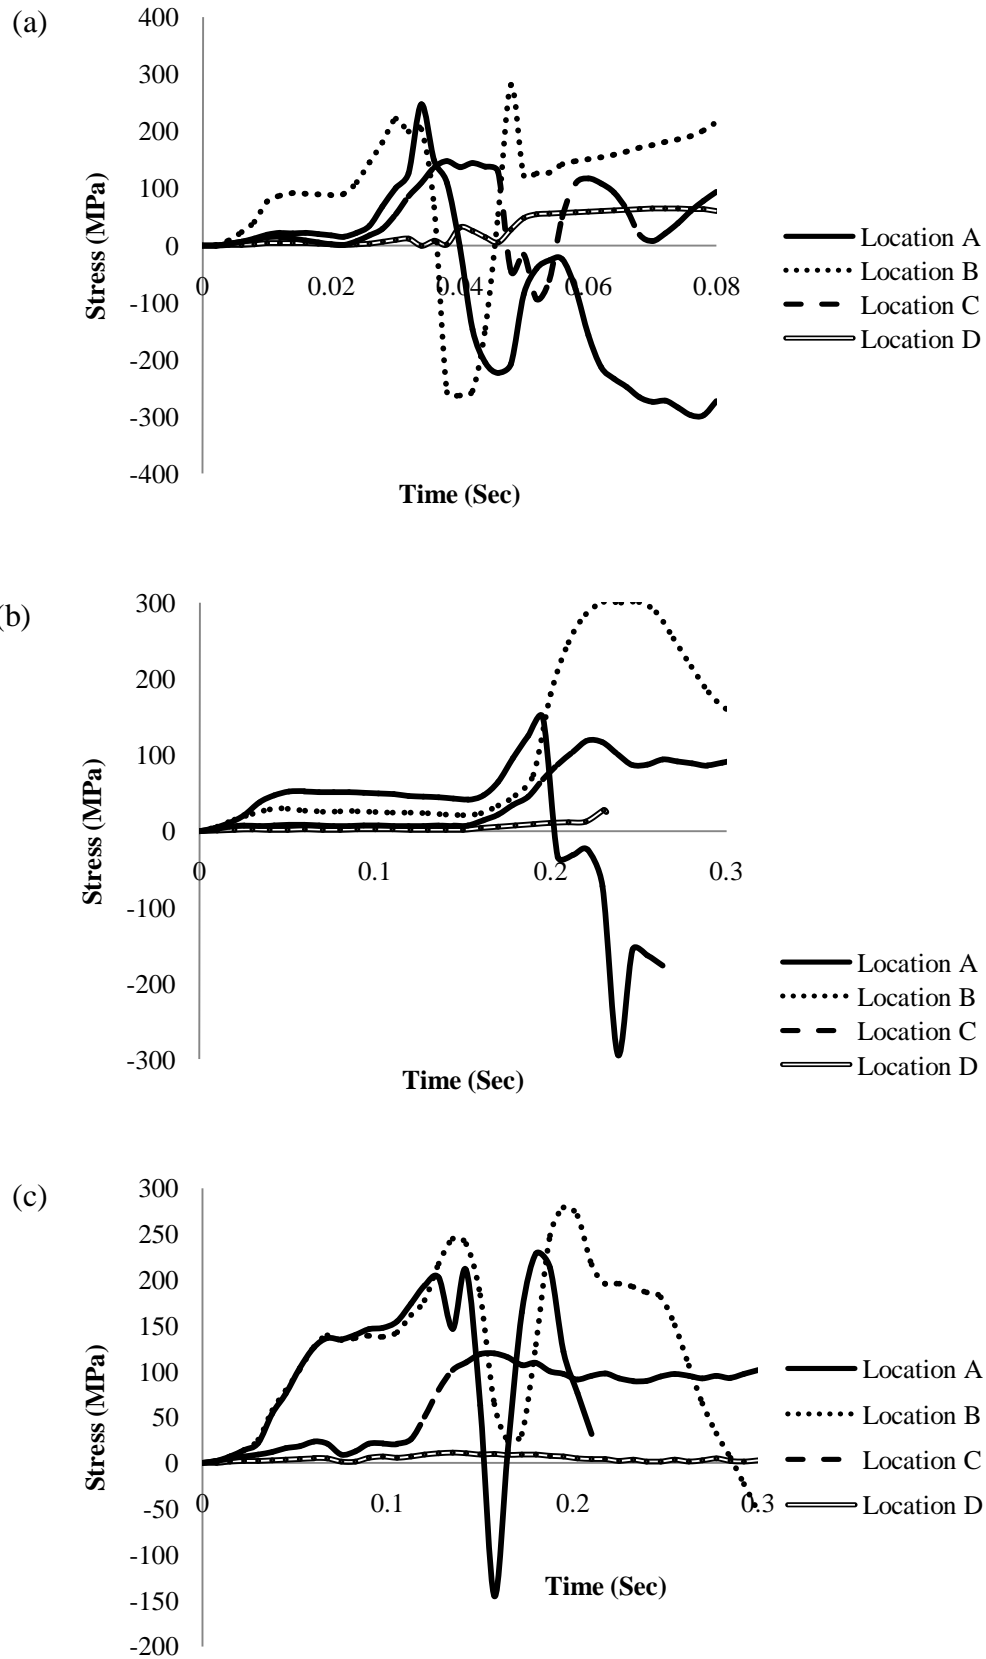 (a)
400
300
200
100
0
-100
-200
-300
-400
Stress (MPa)
0 0.02 0.04 0.06 0.08
Time (Sec)
Location A
Location B
Location C
Location D
(b)
300
200
100
0
-100
-200
-300
Stress (MPa)
0 0.1 0.2 0.3
Time (Sec)
Location A
Location B
Location C
Location D
(c)
300
250
200
150
100
50
0
-50
-100
-150
-200
Stress (MPa)
0 0.1 0.2 0.3
Time (Sec)
Location A
Location B
Location C
Location D